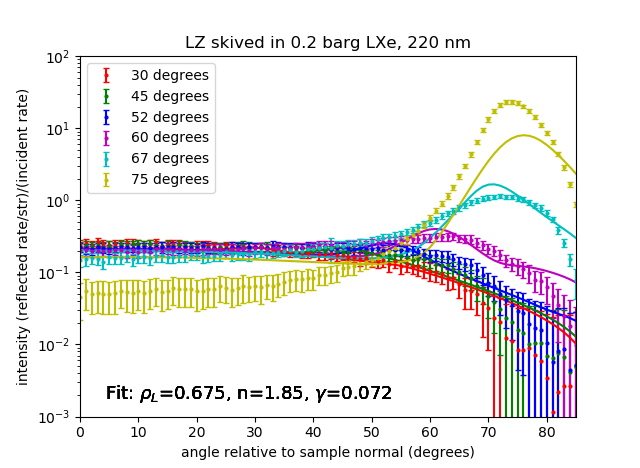 LZ skived in 0.2 barg LXe, 220 nm
10²
10¹
10⁰
10⁻¹
10⁻²
10⁻³
intensity (reflected rate/str)/(incident rate)
30 degrees
45 degrees
52 degrees
60 degrees
67 degrees
75 degrees
Fit: ρ_L=0.675, n=1.85, γ=0.072
0 10 20 30 40 50 60 70 80
angle relative to sample normal (degrees)